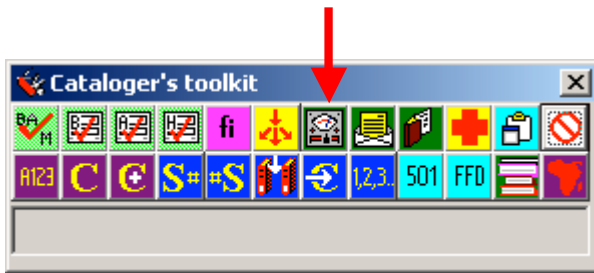 Cataloger's toolkit
BA M B A H fi
A123 C C S# #S C 1,2,3.. 501 FFD